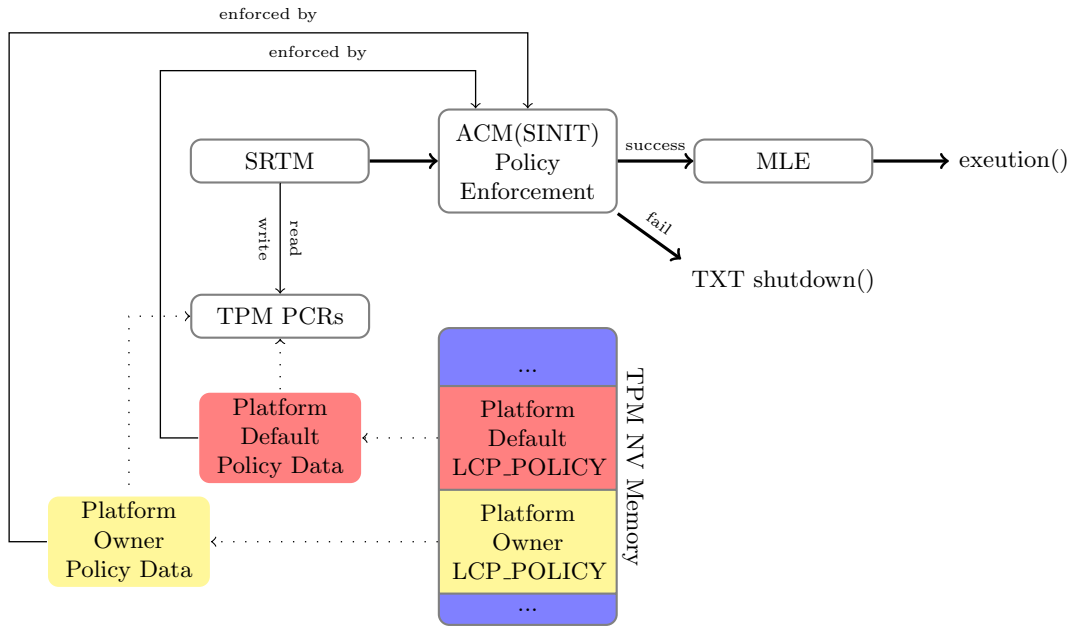 enforced by
enforced by
SRTM
ACM(SINIT)
Policy
Enforcement
success
MLE
exeution()
write
read
fail
TXT shutdown()
TPM PCRs
...
Platform
Default
Policy Data
Platform
Default
LCP_POLICY
TPM NV Memory
Platform
Owner
Policy Data
Platform
Owner
LCP_POLICY
...